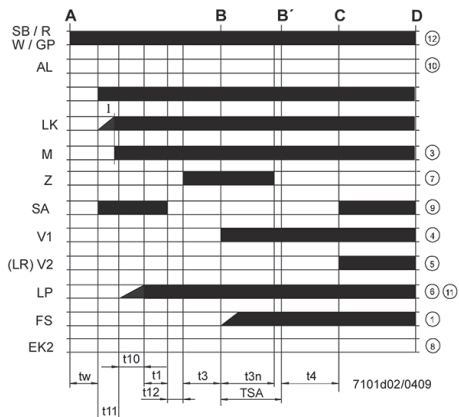 A B B´ C D
SB / R
W / GP 12
AL 10
I
LK
M 3
Z 7
SA 9
V1 4
(LR) V2 5
LP 6 11
FS 1
EK2 8
t10
tw t1 t3 t3n t4 7101d02/0409
t12 TSA
t11